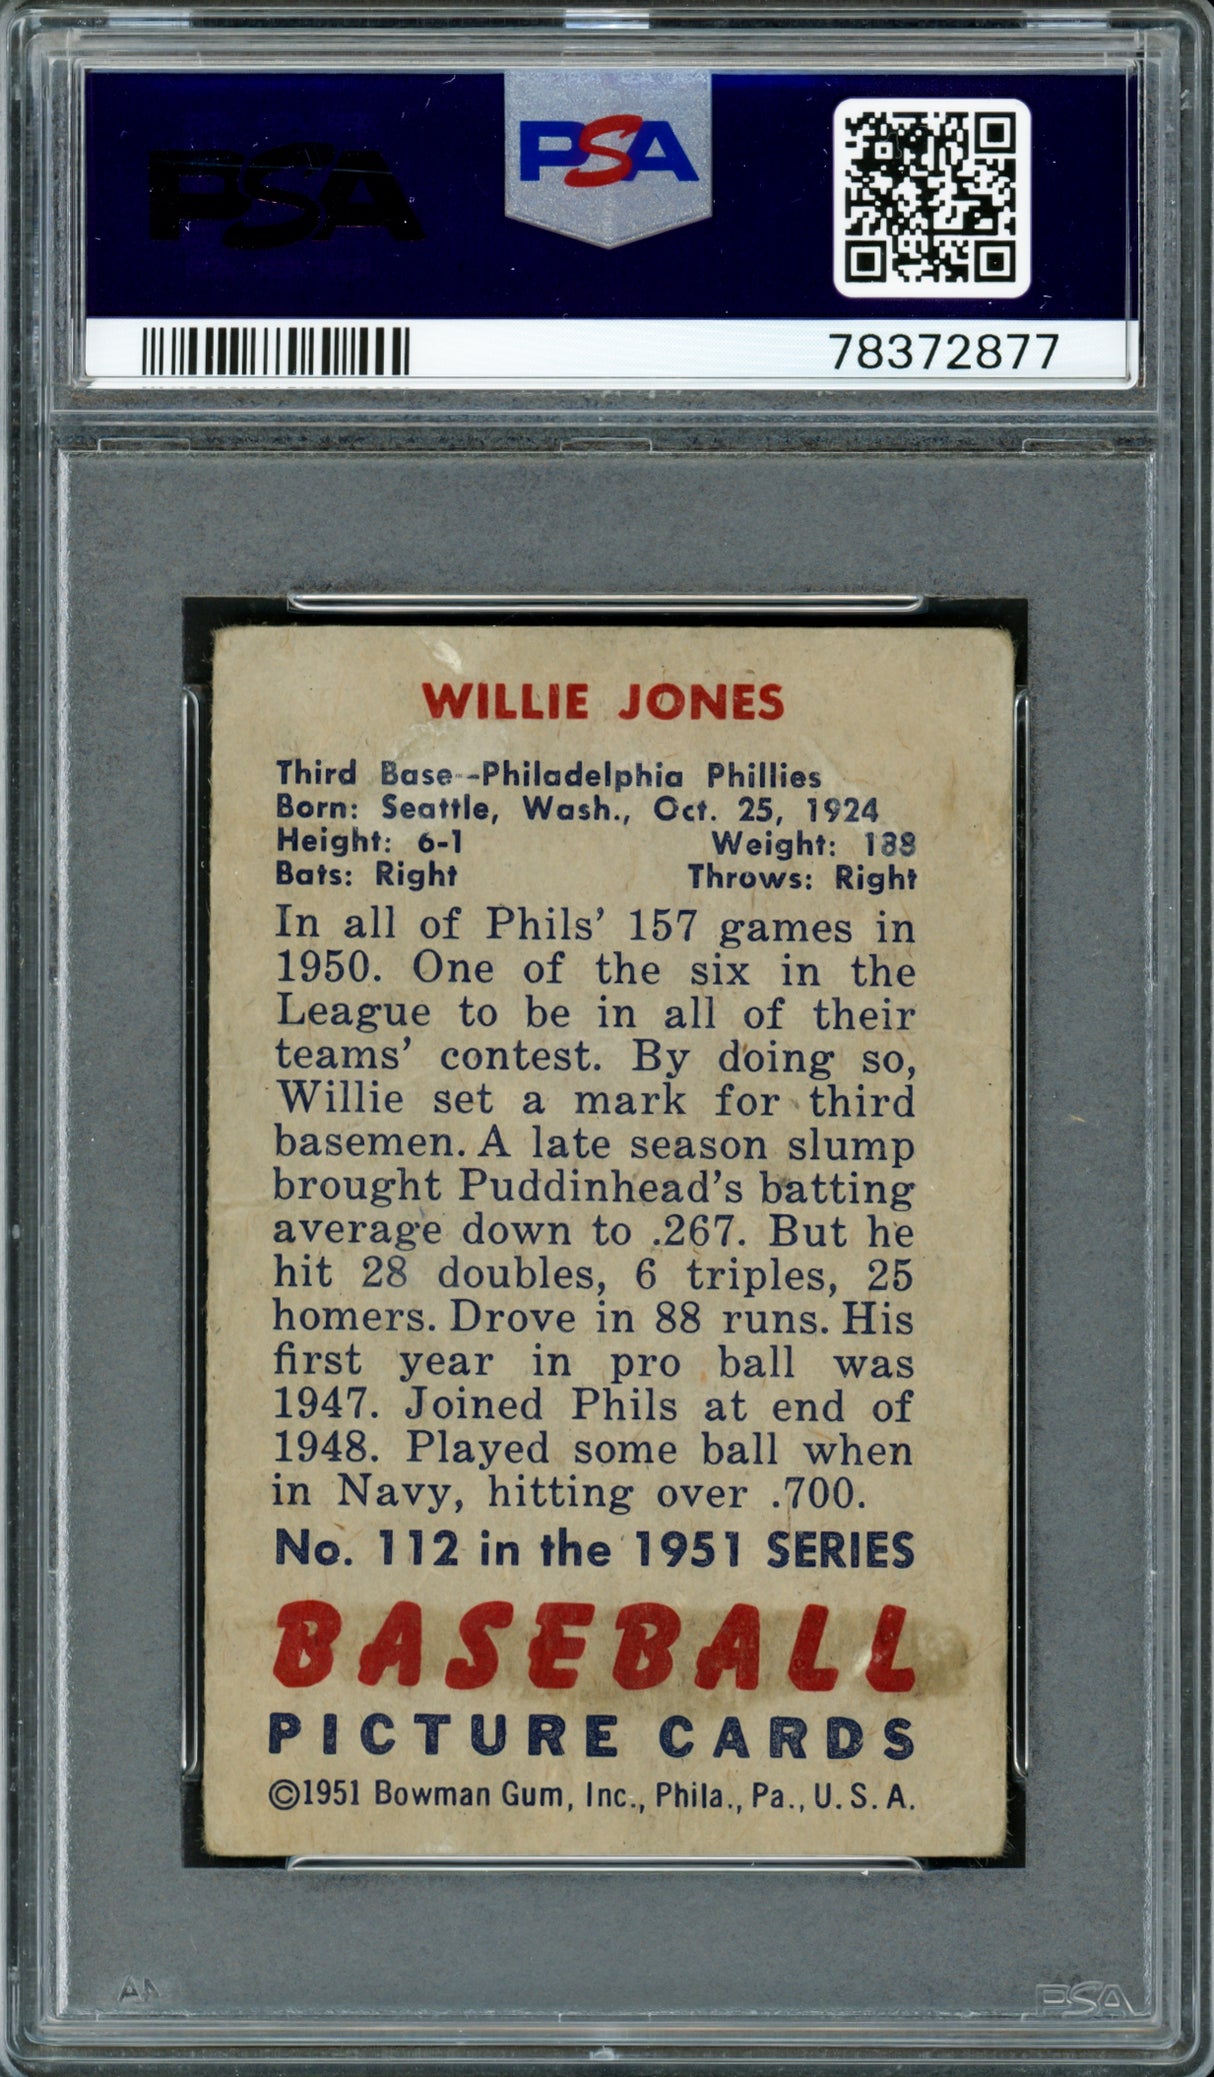 PSA
PSA
78372877
WILLIE JONES
Third Base--Philadelphia Phillies
Born: Seattle, Wash., Oct. 25, 1924
Height: 6-1 Weight: 188
Bats: Right Throws: Right
In all of Phils' 157 games in
1950. One of the six in the
League to be in all of their
teams' contest. By doing so,
Willie set a mark for third
basemen. A late season slump
brought Puddinhead's batting
average down to .267. But he
hit 28 doubles, 6 triples, 25
homers. Drove in 88 runs. His
first year in pro ball was
1947. Joined Phils at end of
1948. Played some ball when
in Navy, hitting over .700.
No. 112 in the 1951 SERIES
BASEBALL
PICTURE CARDS
©1951 Bowman Gum, Inc., Phila., Pa., U.S.A.
PSA